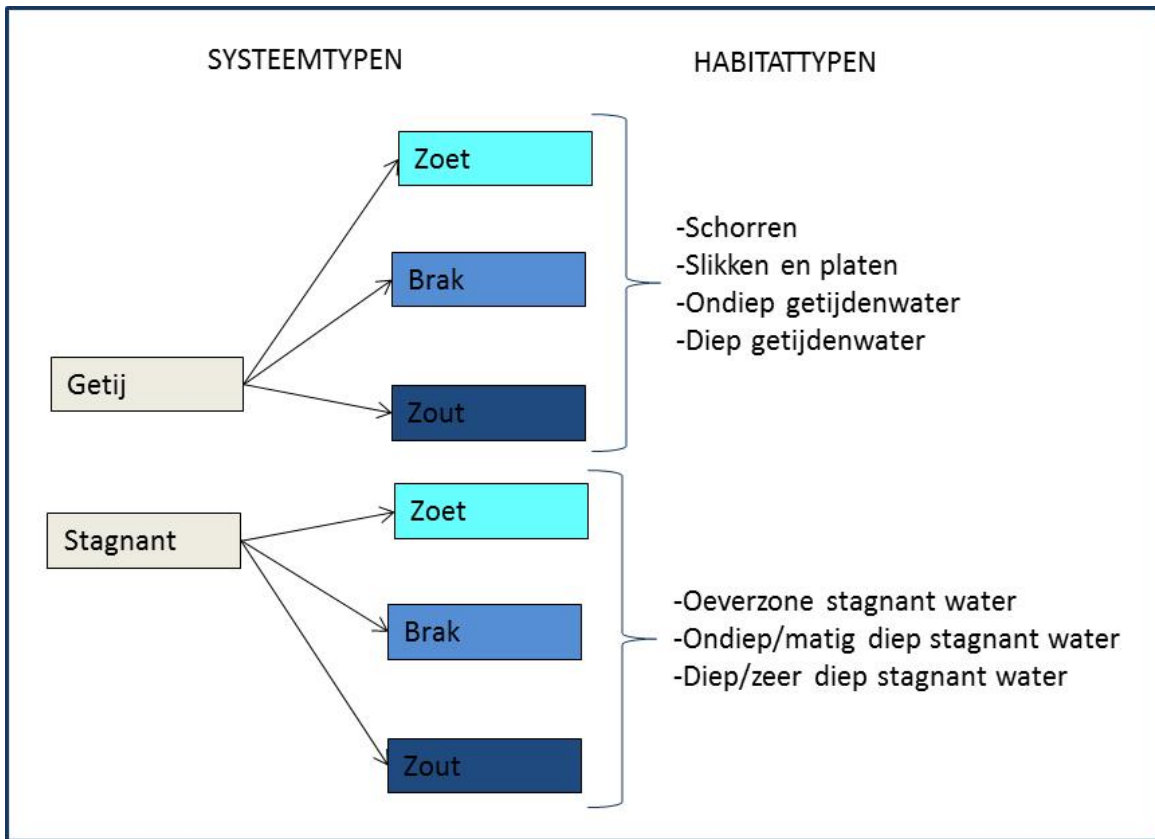 SYSTEEMTYPEN
HABITATTYPEN
Getij
Zoet
Brak
Zout
-Schorren
-Slikken en platen
-Ondiep getijdenwater
-Diep getijdenwater
Stagnant
Zoet
Brak
Zout
-Oeverzone stagnant water
-Ondiep/matig diep stagnant water
-Diep/zeer diep stagnant water